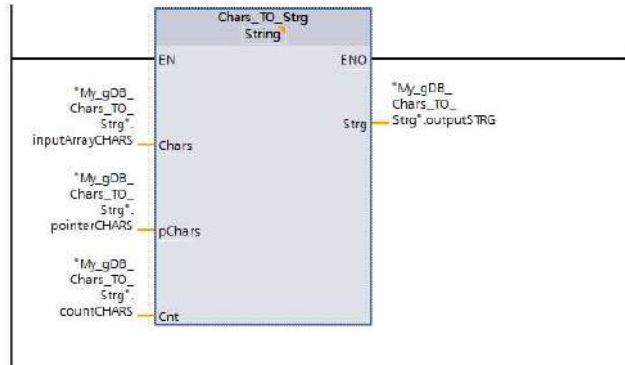 Chars_TO_Strg
String
EN
ENO
"My_gDB_
Chars_TO_
Strg".
inputArrayCHARS
Chars
"My_gDB_
Chars_TO_
Strg".outputSTRG
Strg
"My_gDB_
Chars_TO_
Strg".
pointerCHARS
pChars
"My_gDB_
Chars_TO_
Strg".
countCHARS
Cnt